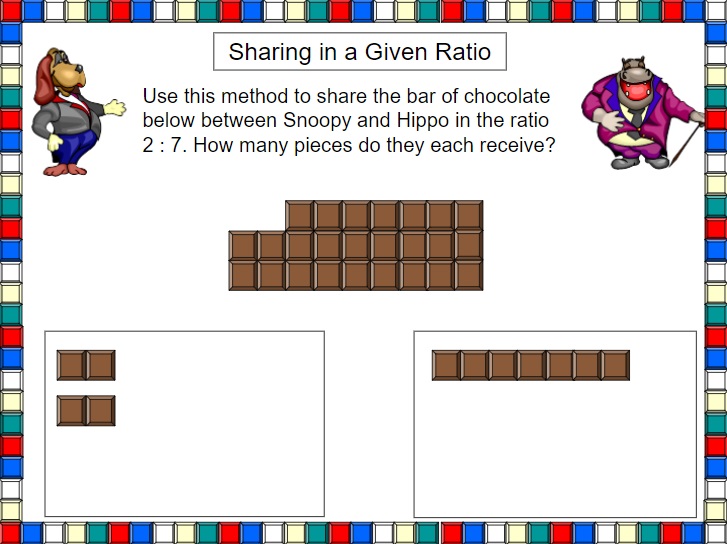 Sharing in a Given Ratio
Use this method to share the bar of chocolate
below between Snoopy and Hippo in the ratio
2 : 7. How many pieces do they each receive?